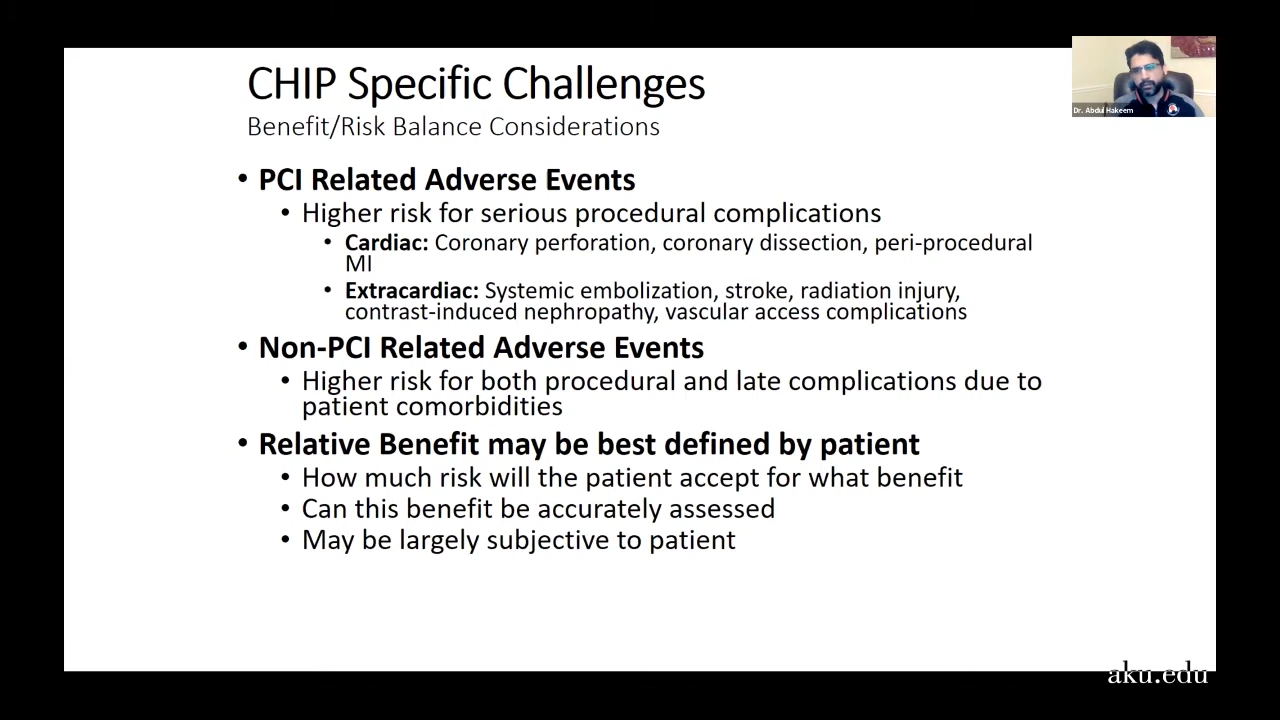 CHIP Specific Challenges
Benefit/Risk Balance Considerations
Dr. Abdul Hakeem
• PCI Related Adverse Events
• Higher risk for serious procedural complications
• Cardiac: Coronary perforation, coronary dissection, peri-procedural
MI
• Extracardiac: Systemic embolization, stroke, radiation injury,
contrast-induced nephropathy, vascular access complications
• Non-PCI Related Adverse Events
• Higher risk for both procedural and late complications due to
patient comorbidities
• Relative Benefit may be best defined by patient
• How much risk will the patient accept for what benefit
• Can this benefit be accurately assessed
• May be largely subjective to patient
aku.edu